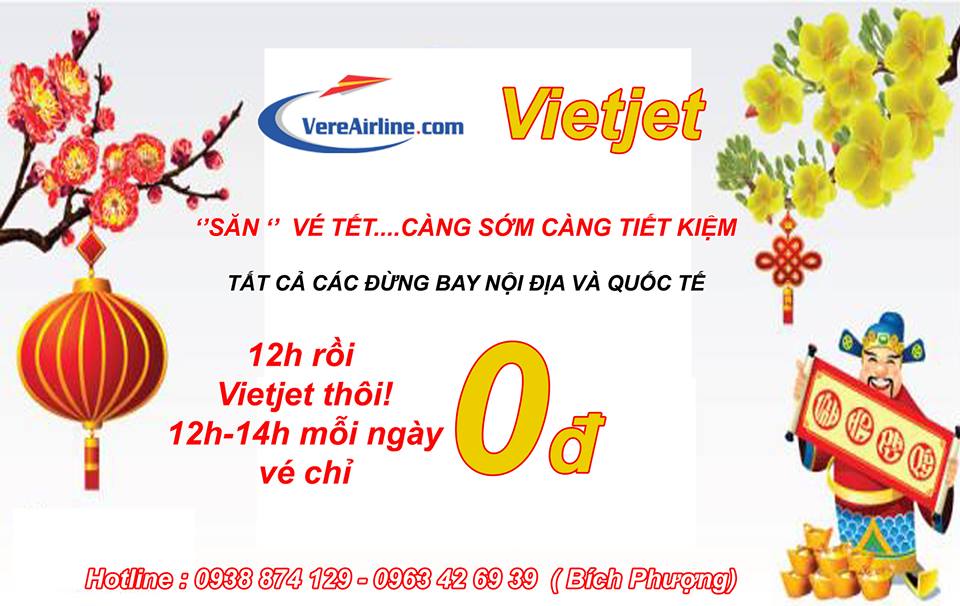 VereAirline.com
Vietjet
‘’SĂN ‘’ VÉ TẾT....CÀNG SỚM CÀNG TIẾT KIỆM
TẤT CẢ CÁC ĐỪNG BAY NỘI ĐỊA VÀ QUỐC TẾ
12h rồi
Vietjet thôi!
12h-14h mỗi ngày
vé chỉ
0đ
Hotline : 0938 874 129 - 0963 42 69 39 ( Bích Phượng)